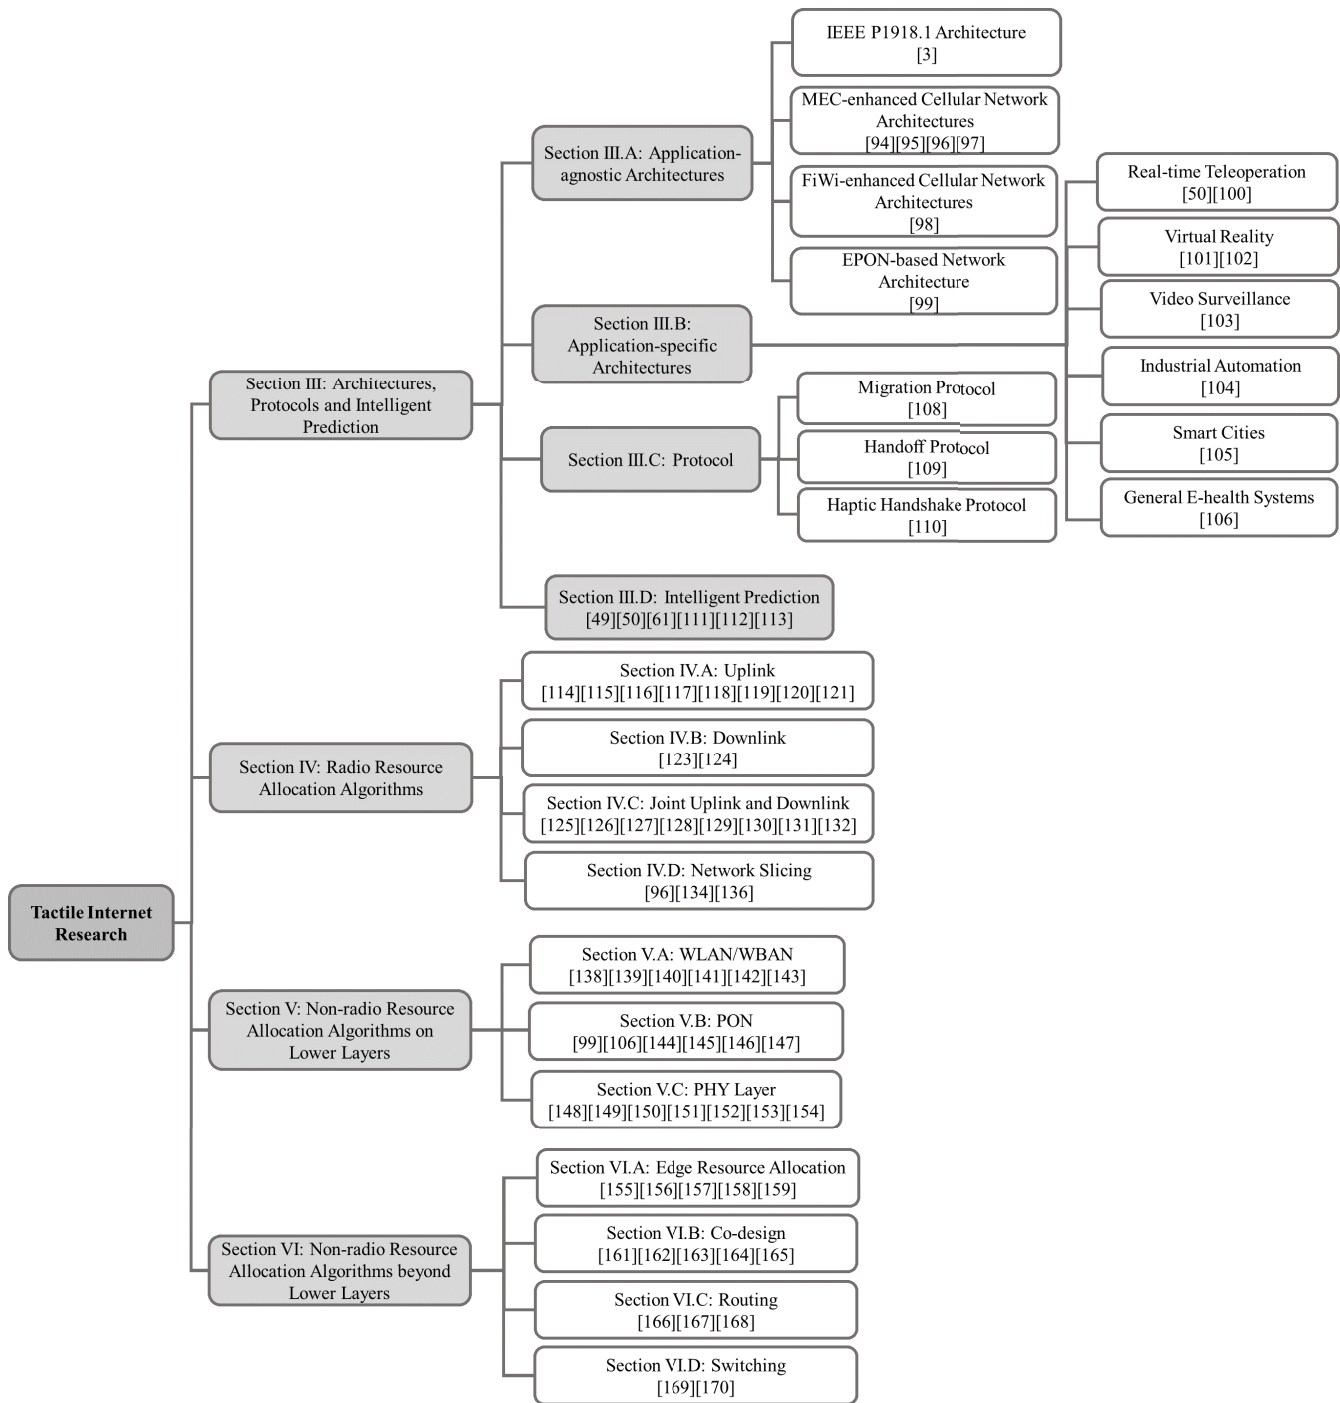 Tactile Internet
Research
Section III: Architectures,
Protocols and Intelligent
Prediction
Section III.A: Application-
agnostic Architectures
IEEE P1918.1 Architecture
[3]
MEC-enhanced Cellular Network
Architectures
[94][95][96][97]
FiWi-enhanced Cellular Network
Architectures
[98]
EPON-based Network
Architecture
[99]
Section III.B:
Application-specific
Architectures
Real-time Teleoperation
[50][100]
Virtual Reality
[101][102]
Video Surveillance
[103]
Industrial Automation
[104]
Smart Cities
[105]
General E-health Systems
[106]
Section III.C: Protocol
Migration Protocol
[108]
Handoff Protocol
[109]
Haptic Handshake Protocol
[110]
Section III.D: Intelligent Prediction
[49][50][61][111][112][113]
Section IV: Radio Resource
Allocation Algorithms
Section IV.A: Uplink
[114][115][116][117][118][119][120][121]
Section IV.B: Downlink
[123][124]
Section IV.C: Joint Uplink and Downlink
[125][126][127][128][129][130][131][132]
Section IV.D: Network Slicing
[96][134][136]
Section V: Non-radio Resource
Allocation Algorithms on
Lower Layers
Section V.A: WLAN/WBAN
[138][139][140][141][142][143]
Section V.B: PON
[99][106][144][145][146][147]
Section V.C: PHY Layer
[148][149][150][151][152][153][154]
Section VI: Non-radio Resource
Allocation Algorithms beyond
Lower Layers
Section VI.A: Edge Resource Allocation
[155][156][157][158][159]
Section VI.B: Co-design
[161][162][163][164][165]
Section VI.C: Routing
[166][167][168]
Section VI.D: Switching
[169][170]